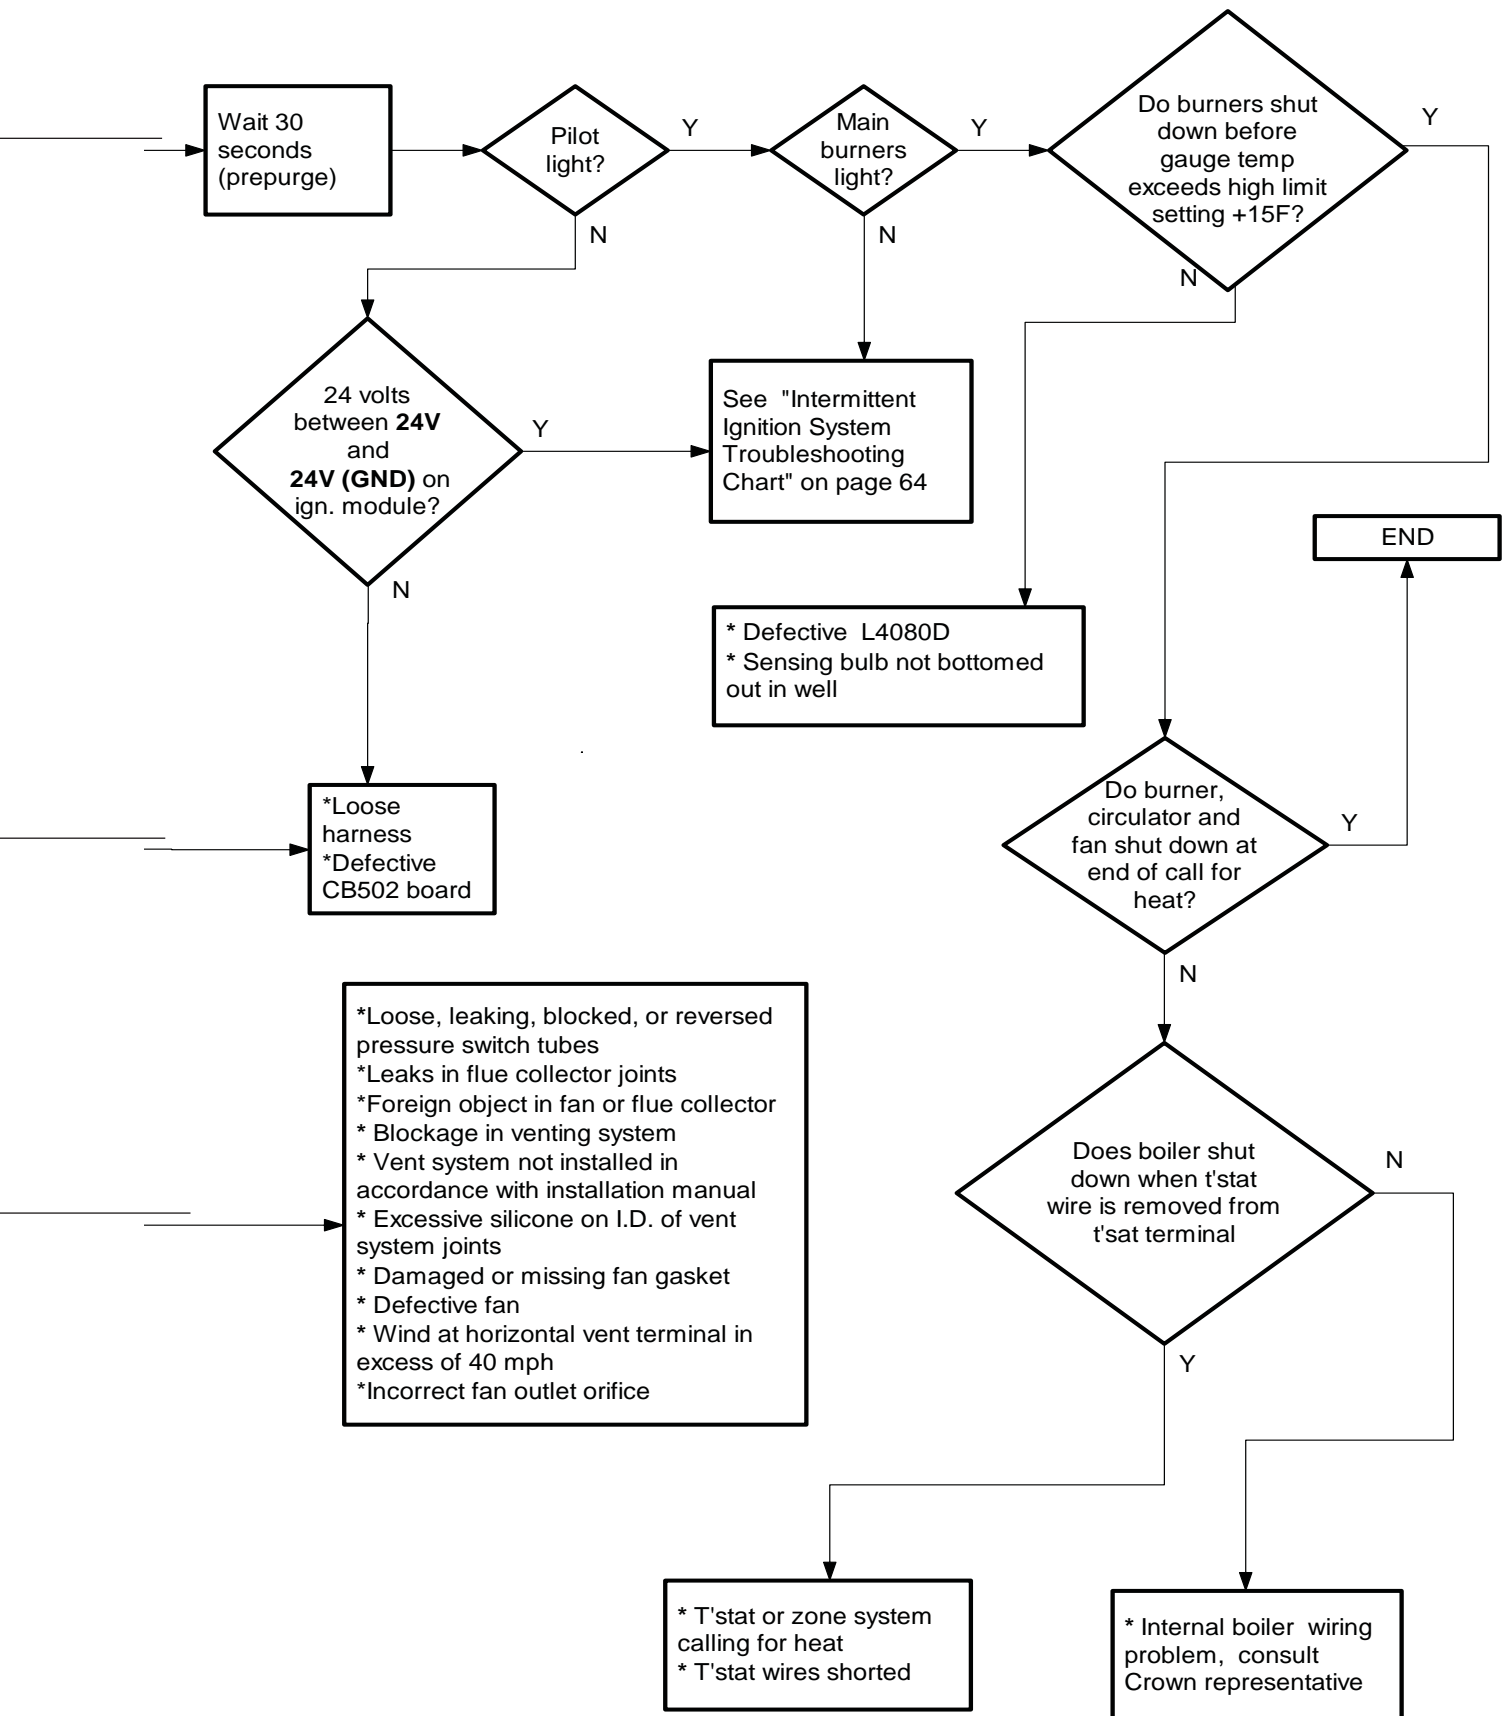 Wait 30
seconds
(prepurge)
Pilot
light?
Y
N
Main
burners
light?
Y
N
Do burners shut
down before
gauge temp
exceeds high limit
setting +15F?
Y
N
24 volts
between 24V
and
24V (GND) on
ign. module?
Y
N
See "Intermittent
Ignition System
Troubleshooting
Chart" on page 64
END
* Defective L4080D
* Sensing bulb not bottomed
out in well
*Loose
harness
*Defective
CB502 board
Do burner,
circulator and
fan shut down at
end of call for
heat?
Y
N
*Loose, leaking, blocked, or reversed
pressure switch tubes
*Leaks in flue collector joints
*Foreign object in fan or flue collector
* Blockage in venting system
* Vent system not installed in
accordance with installation manual
* Excessive silicone on I.D. of vent
system joints
* Damaged or missing fan gasket
* Defective fan
* Wind at horizontal vent terminal in
excess of 40 mph
*Incorrect fan outlet orifice
Does boiler shut
down when t'stat
wire is removed from
t'sat terminal
N
Y
* T'stat or zone system
calling for heat
* T'stat wires shorted
* Internal boiler wiring
problem, consult
Crown representative